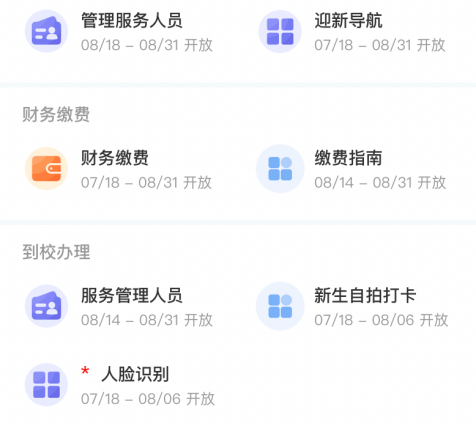 管理服务人员
08/18 – 08/31 开放
迎新导航
07/18 – 08/31 开放
财务缴费
财务缴费
07/18 – 08/31 开放
缴费指南
08/14 – 08/31 开放
到校办理
服务管理人员
08/14 – 08/31 开放
新生自拍打卡
07/18 – 08/06 开放
* 人脸识别
07/18 – 08/06 开放